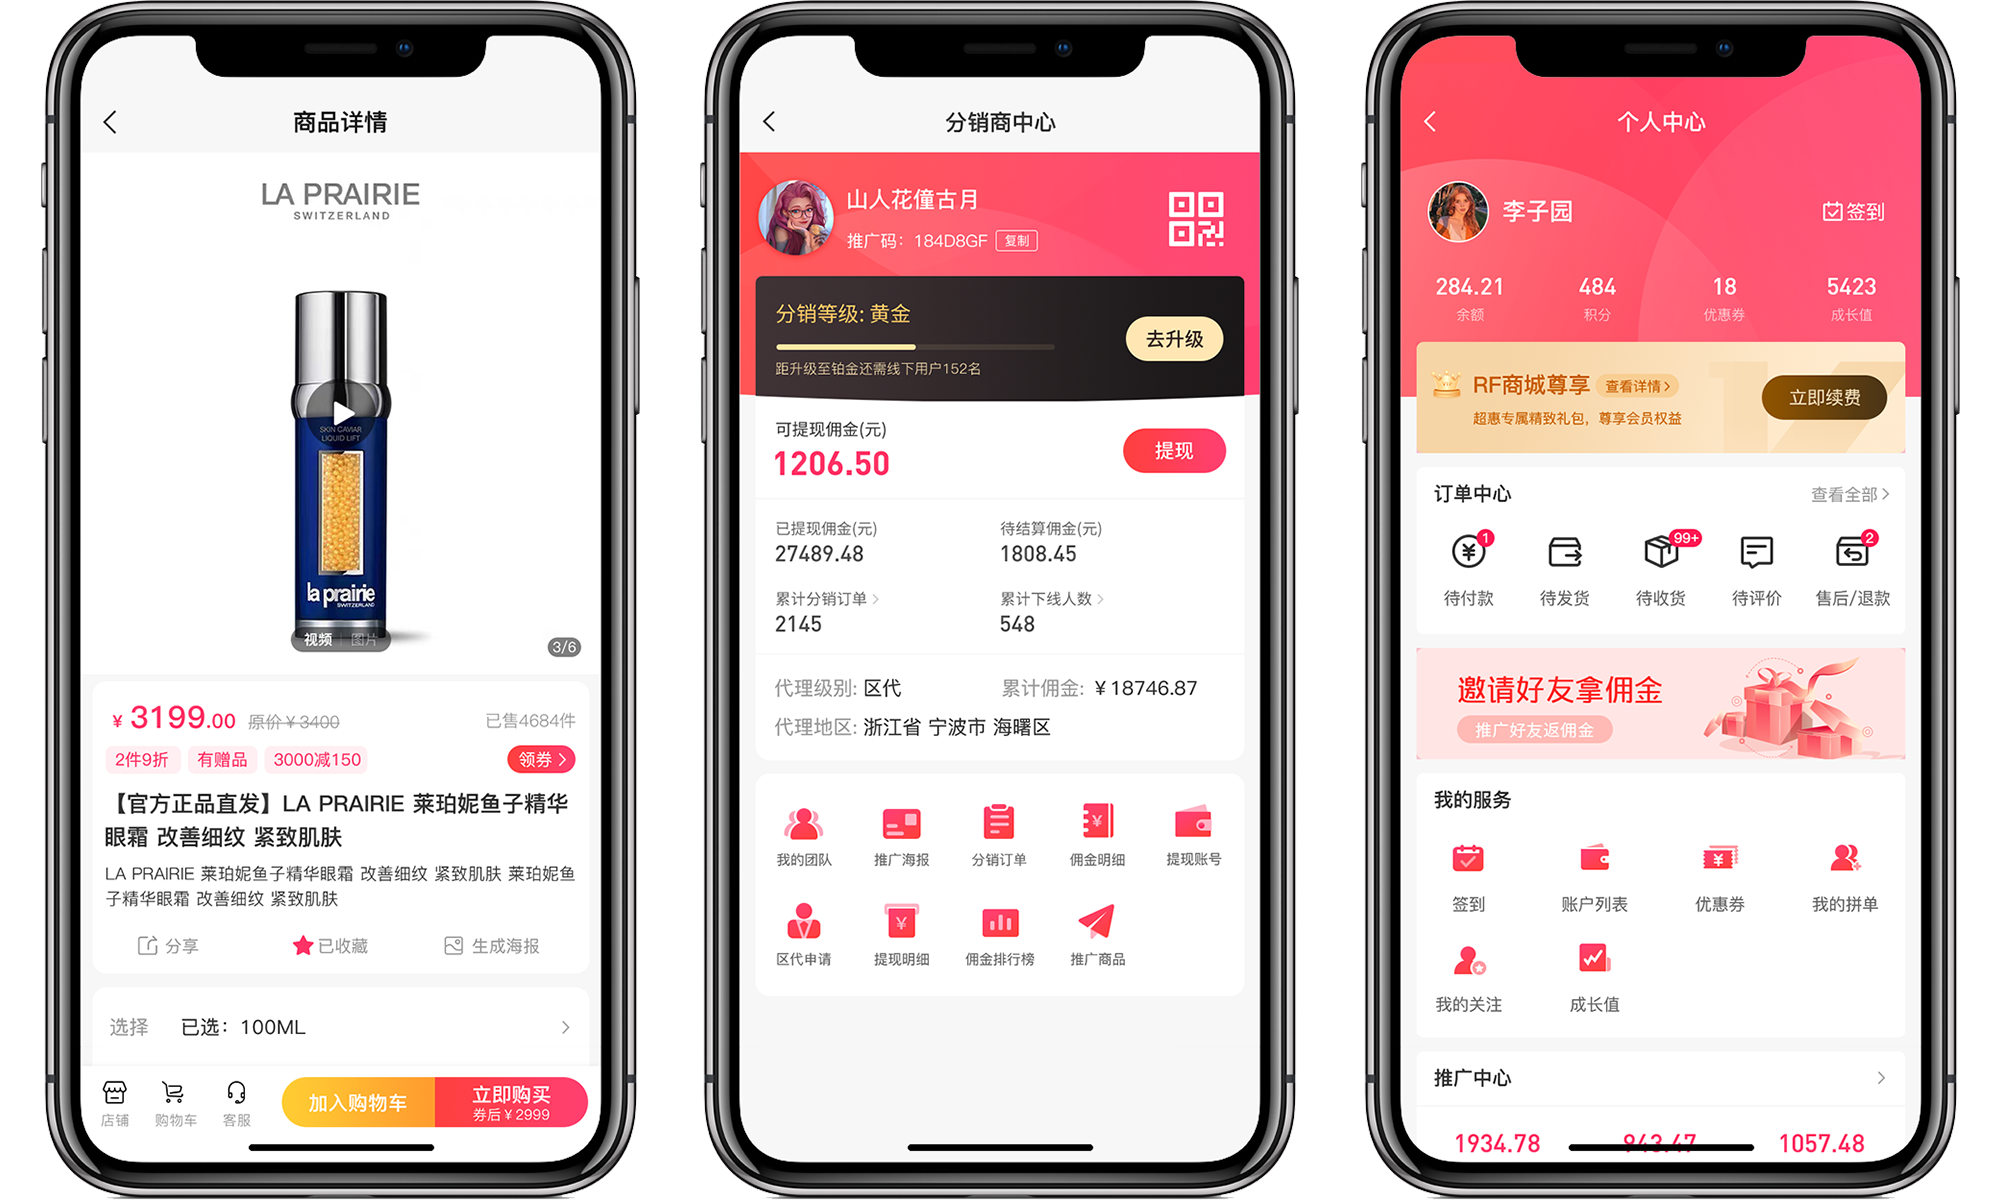 商品详情
LA PRAIRIE
SWITZERLAND
SKIN CAVIAR
LIQUID LIFT
la prairie
SWITZERLAND
视频 图片
3/6
¥ 3199.00 原价¥3400 已售4684件
2件9折 有赠品 3000减150 领券
【官方正品直发】LA PRAIRIE 莱珀妮鱼子精华
眼霜 改善细纹 紧致肌肤
LA PRAIRIE 莱珀妮鱼子精华眼霜 改善细纹 紧致肌肤 莱珀妮鱼
子精华眼霜 改善细纹 紧致肌肤
分享 已收藏 生成海报
选择 已选：100ML
店铺 购物车 客服 加入购物车 立即购买
券后¥2999
分销商中心
山人花僮古月
推广码：184D8GF 复制
分销等级: 黄金
去升级
距升级至铂金还需线下用户152名
可提现佣金(元)
1206.50
提现
已提现佣金(元) 待结算佣金(元)
27489.48 1808.45
累计分销订单 累计下线人数
2145 548
代理级别: 区代 累计佣金: ¥18746.87
代理地区: 浙江省 宁波市 海曙区
我的团队 推广海报 分销订单 佣金明细 提现账号
区代申请 提现明细 佣金排行榜 推广商品
个人中心
李子园 签到
284.21 484 18 5423
余额 积分 优惠券 成长值
RF商城尊享 查看详情
超惠专属精致礼包，尊享会员权益
立即续费
订单中心 查看全部
1 99+ 2
待付款 待发货 待收货 待评价 售后/退款
邀请好友拿佣金
推广好友返佣金
我的服务
签到 账户列表 优惠券 我的拼单
我的关注 成长值
推广中心
1934.78 943.47 1057.48